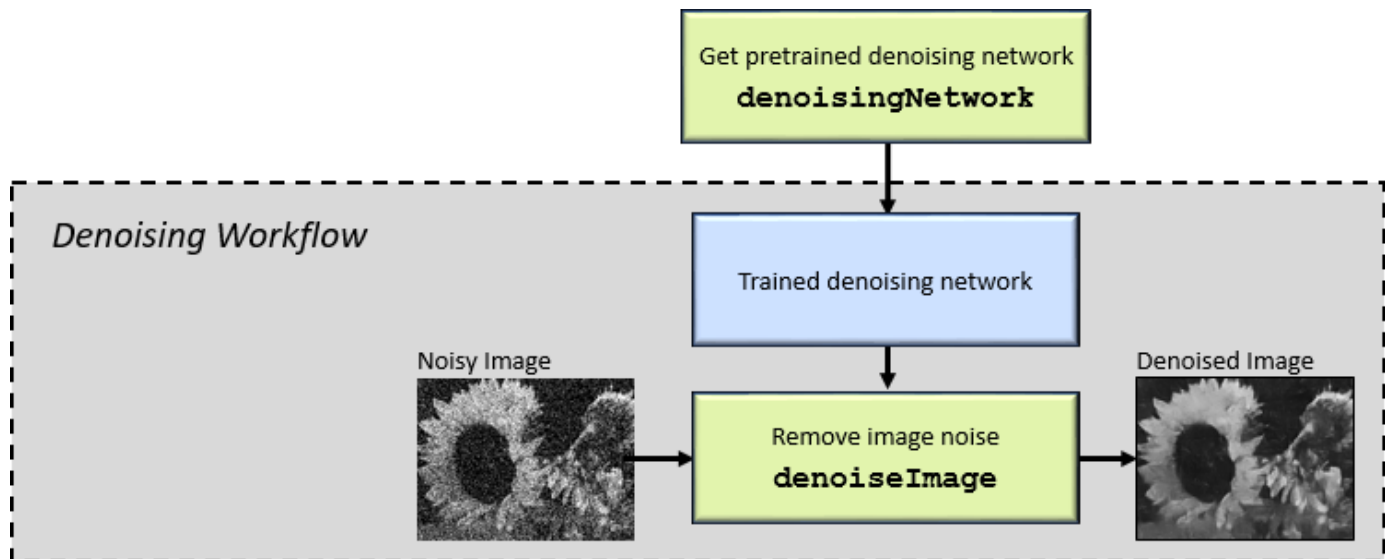 Get pretrained denoising network
denoisingNetwork
Denoising Workflow
Trained denoising network
Noisy Image
Denoised Image
Remove image noise
denoiseImage